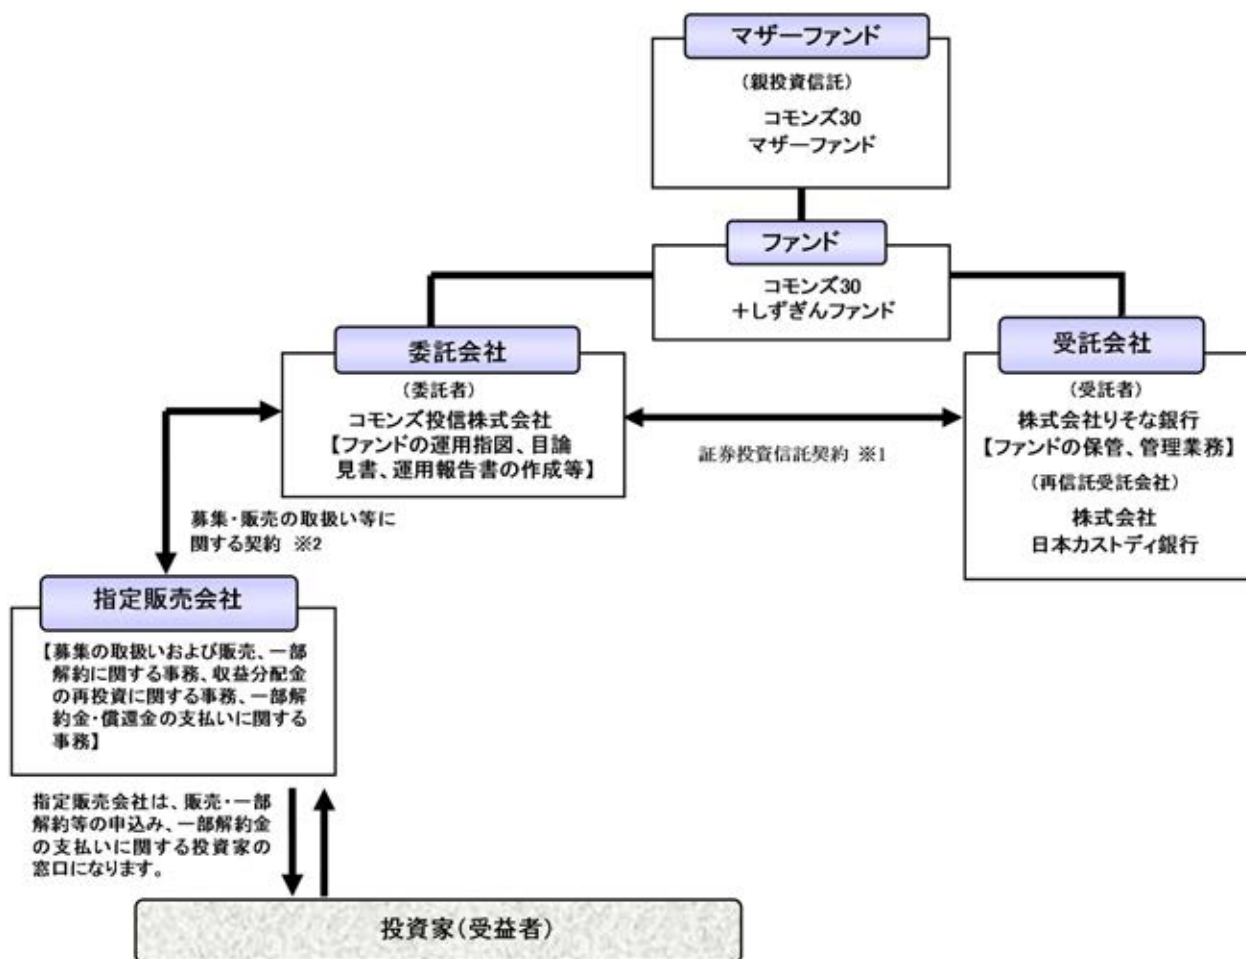 マザーファンド
(親投資信託)
コモンズ30
マザーファンド
ファンド
コモンズ30
+しずぎんファンド
委託会社
(委託者)
コモンズ投信株式会社
【ファンドの運用指図、目論
見書、運用報告書の作成等】
証券投資信託契約 ※1
受託会社
(受託者)
株式会社りそな銀行
【ファンドの保管、管理業務】
(再信託受託会社)
株式会社
日本カストディ銀行
募集・販売の取扱い等に
関する契約 ※2
指定販売会社
【募集の取扱いおよび販売、一部
解約に関する事務、収益分配金
の再投資に関する事務、一部解
約金・償還金の支払いに関する
事務】
指定販売会社は、販売・一部
解約等の申込み、一部解約金
の支払いに関する投資家の
窓口になります。
投資家(受益者)